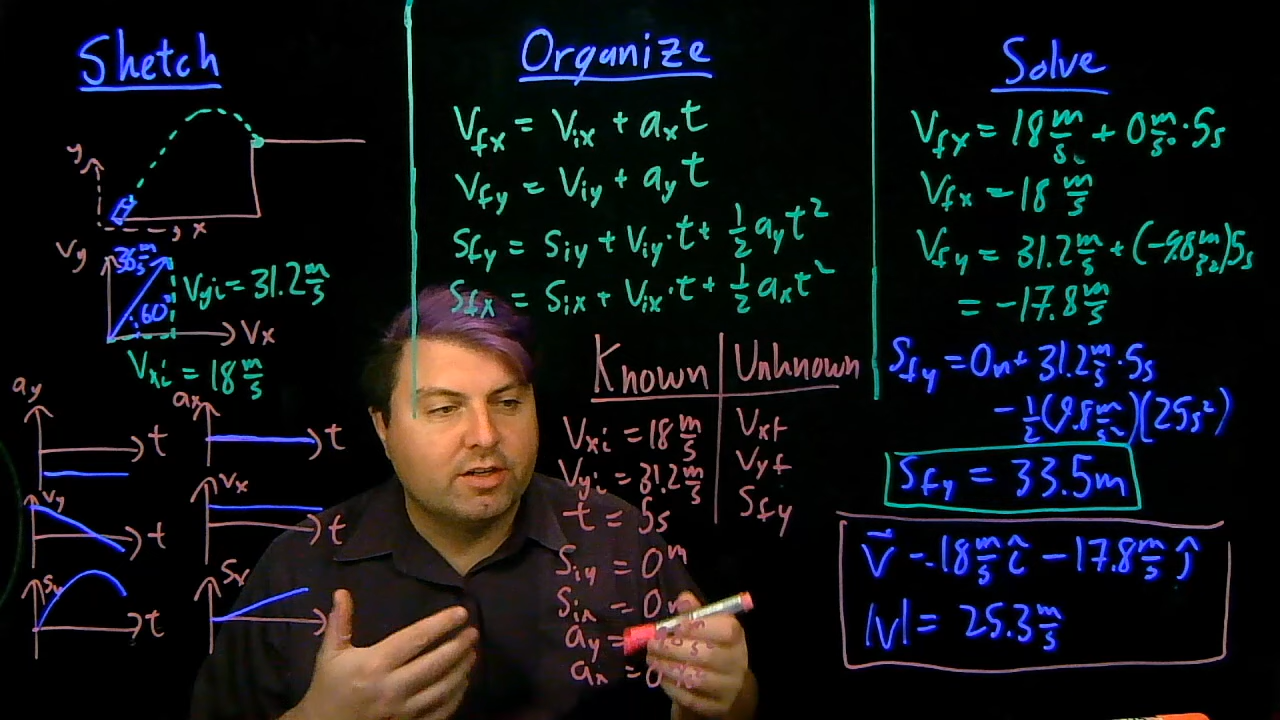 Sketch
y
x
Vy
36 m/s
60°
Vyi = 31.2 m/s
Vx
Vxi = 18 m/s
ay
t
ax
t
Vy
t
Vx
t
Sy
t
Sx
Organize
Vfx = Vix + axt
Vfy = Viy + ayt
Sfy = Siy + Viy·t + 1/2 ayt²
Sfx = Six + Vix·t + 1/2 axt²
Known
Unknown
Vxi = 18 m/s
Vxf
Vyi = 31.2 m/s
Vyf
t = 5s
Sfy
Siy = 0m
Six = 0m
ay =
ax = 0
Solve
Vfx = 18 m/s + 0 m/s²·5s
Vfx = 18 m/s
Vfy = 31.2 m/s + (-9.8 m/s²)5s
= -17.8 m/s
Sfy = 0m + 31.2 m/s·5s
- 1/2(9.8 m/s²)(25s²)
Sfy = 33.5m
V⃗ = 18 m/s î - 17.8 m/s ĵ
|V| = 25.3 m/s